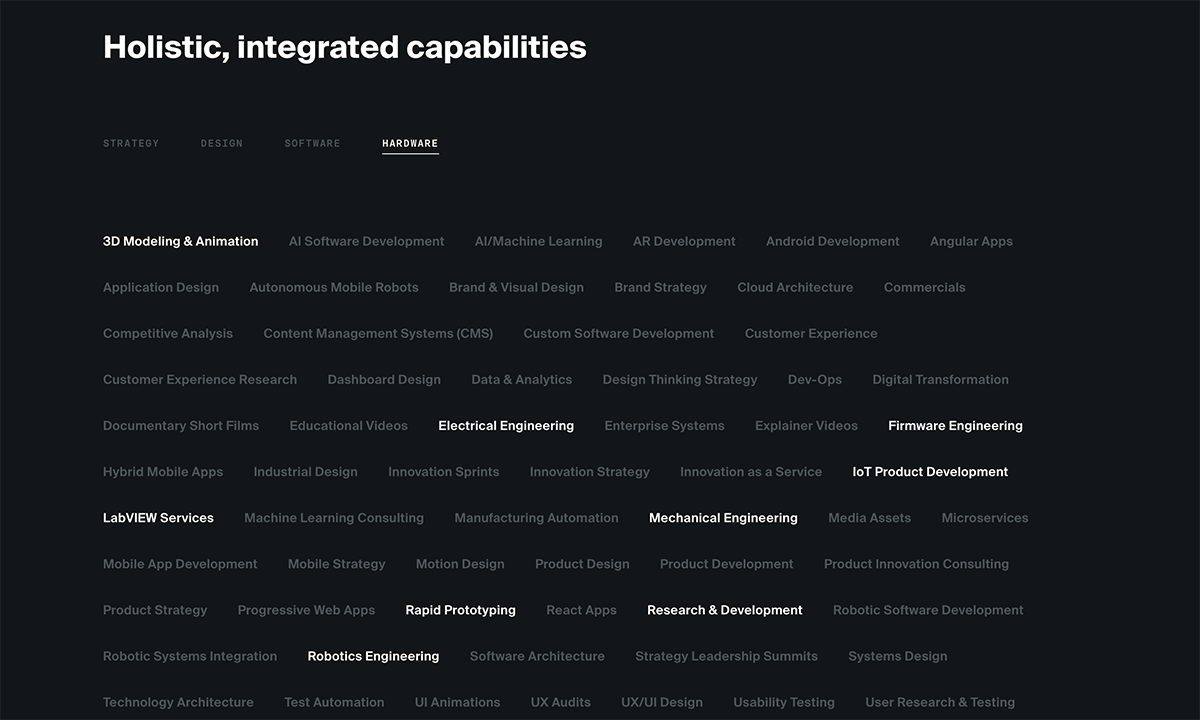 Holistic, integrated capabilities
STRATEGY DESIGN SOFTWARE HARDWARE
3D Modeling & Animation AI Software Development AI/Machine Learning AR Development Android Development Angular Apps
Application Design Autonomous Mobile Robots Brand & Visual Design Brand Strategy Cloud Architecture Commercials
Competitive Analysis Content Management Systems (CMS) Custom Software Development Customer Experience
Customer Experience Research Dashboard Design Data & Analytics Design Thinking Strategy Dev-Ops Digital Transformation
Documentary Short Films Educational Videos Electrical Engineering Enterprise Systems Explainer Videos Firmware Engineering
Hybrid Mobile Apps Industrial Design Innovation Sprints Innovation Strategy Innovation as a Service IoT Product Development
LabVIEW Services Machine Learning Consulting Manufacturing Automation Mechanical Engineering Media Assets Microservices
Mobile App Development Mobile Strategy Motion Design Product Design Product Development Product Innovation Consulting
Product Strategy Progressive Web Apps Rapid Prototyping React Apps Research & Development Robotic Software Development
Robotic Systems Integration Robotics Engineering Software Architecture Strategy Leadership Summits Systems Design
Technology Architecture Test Automation UI Animations UX Audits UX/UI Design Usability Testing User Research & Testing